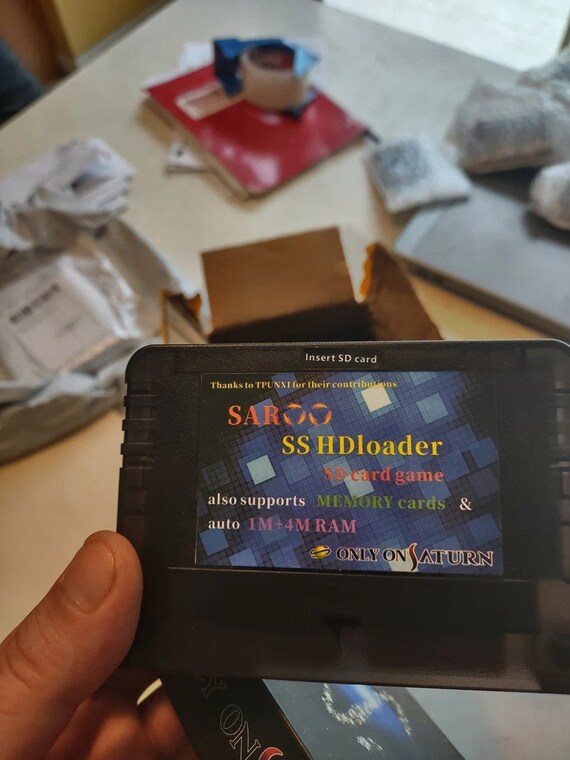 Insert SD card
Thanks to TPUNXI for their contributions
SAROO
SS HDloader
SD card game
also supports MEMORY cards &
auto 1M+4M RAM
ONLY ON SATURN
ON